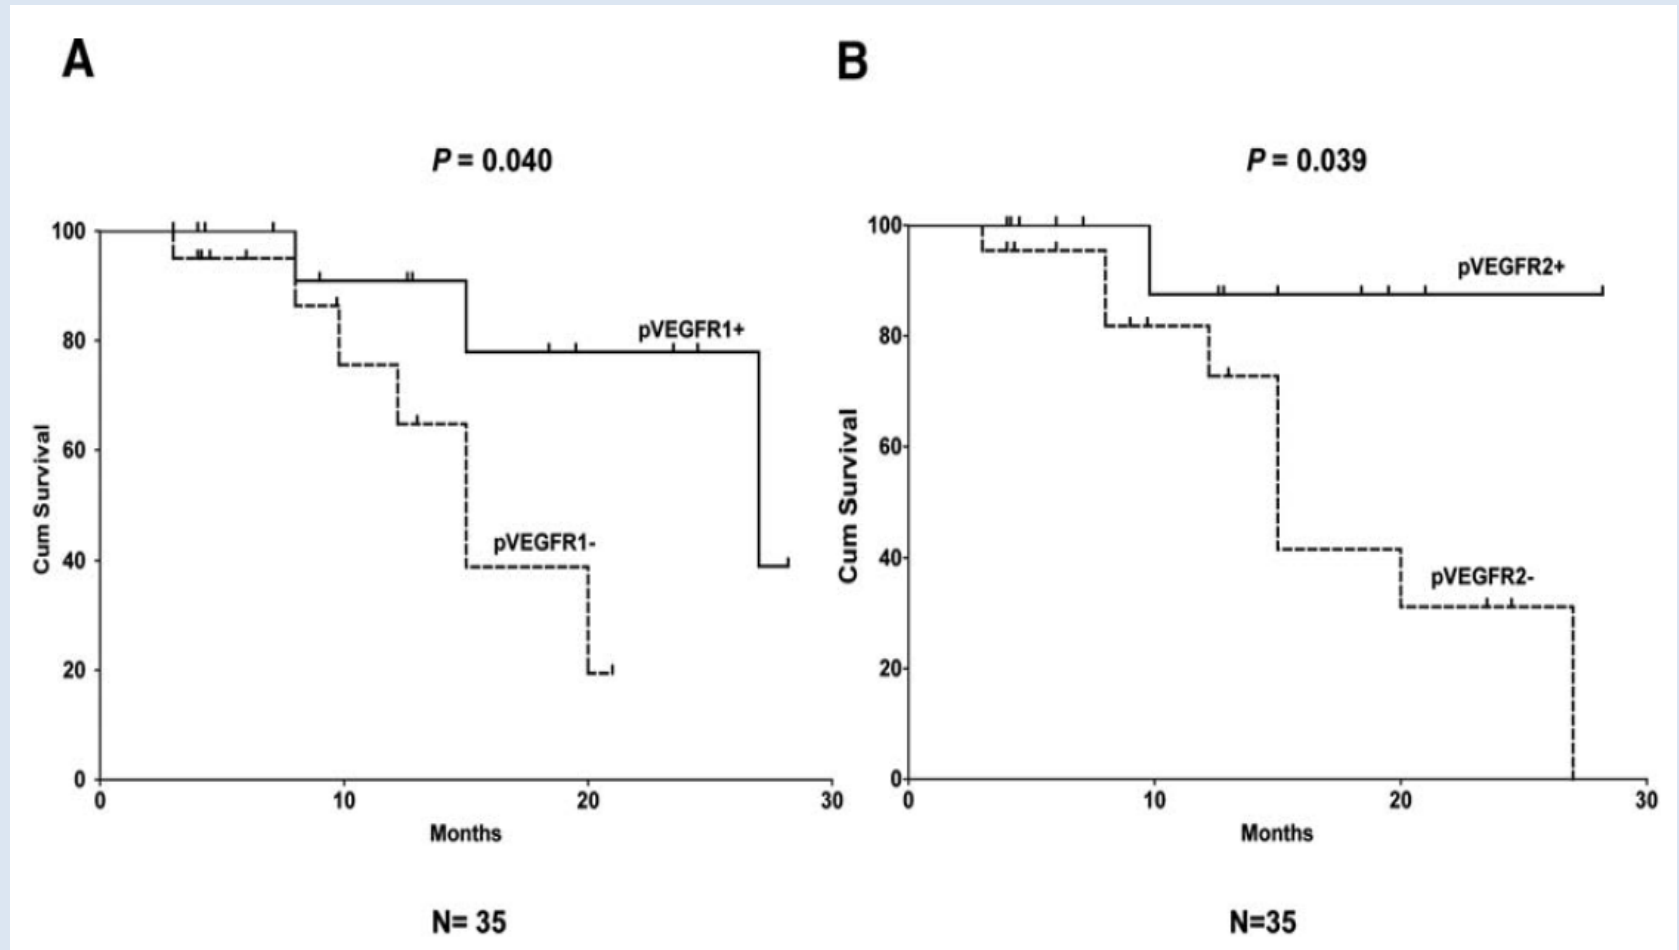 A
P = 0.040
100
80
60
40
20
0
Cum Survival
pVEGFR1+
pVEGFR1-
0 10 20 30
Months
N= 35
B
P = 0.039
100
80
60
40
20
0
Cum Survival
pVEGFR2+
pVEGFR2-
0 10 20 30
Months
N=35